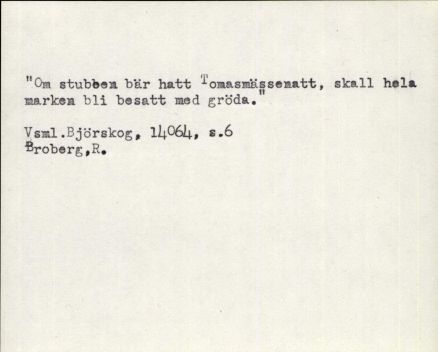 "Om stubben bär hatt Tomasmässenatt, skall hela
marken bli besatt med gröda."
Vsml.Björskog, 14064, s.6
Broberg,R.